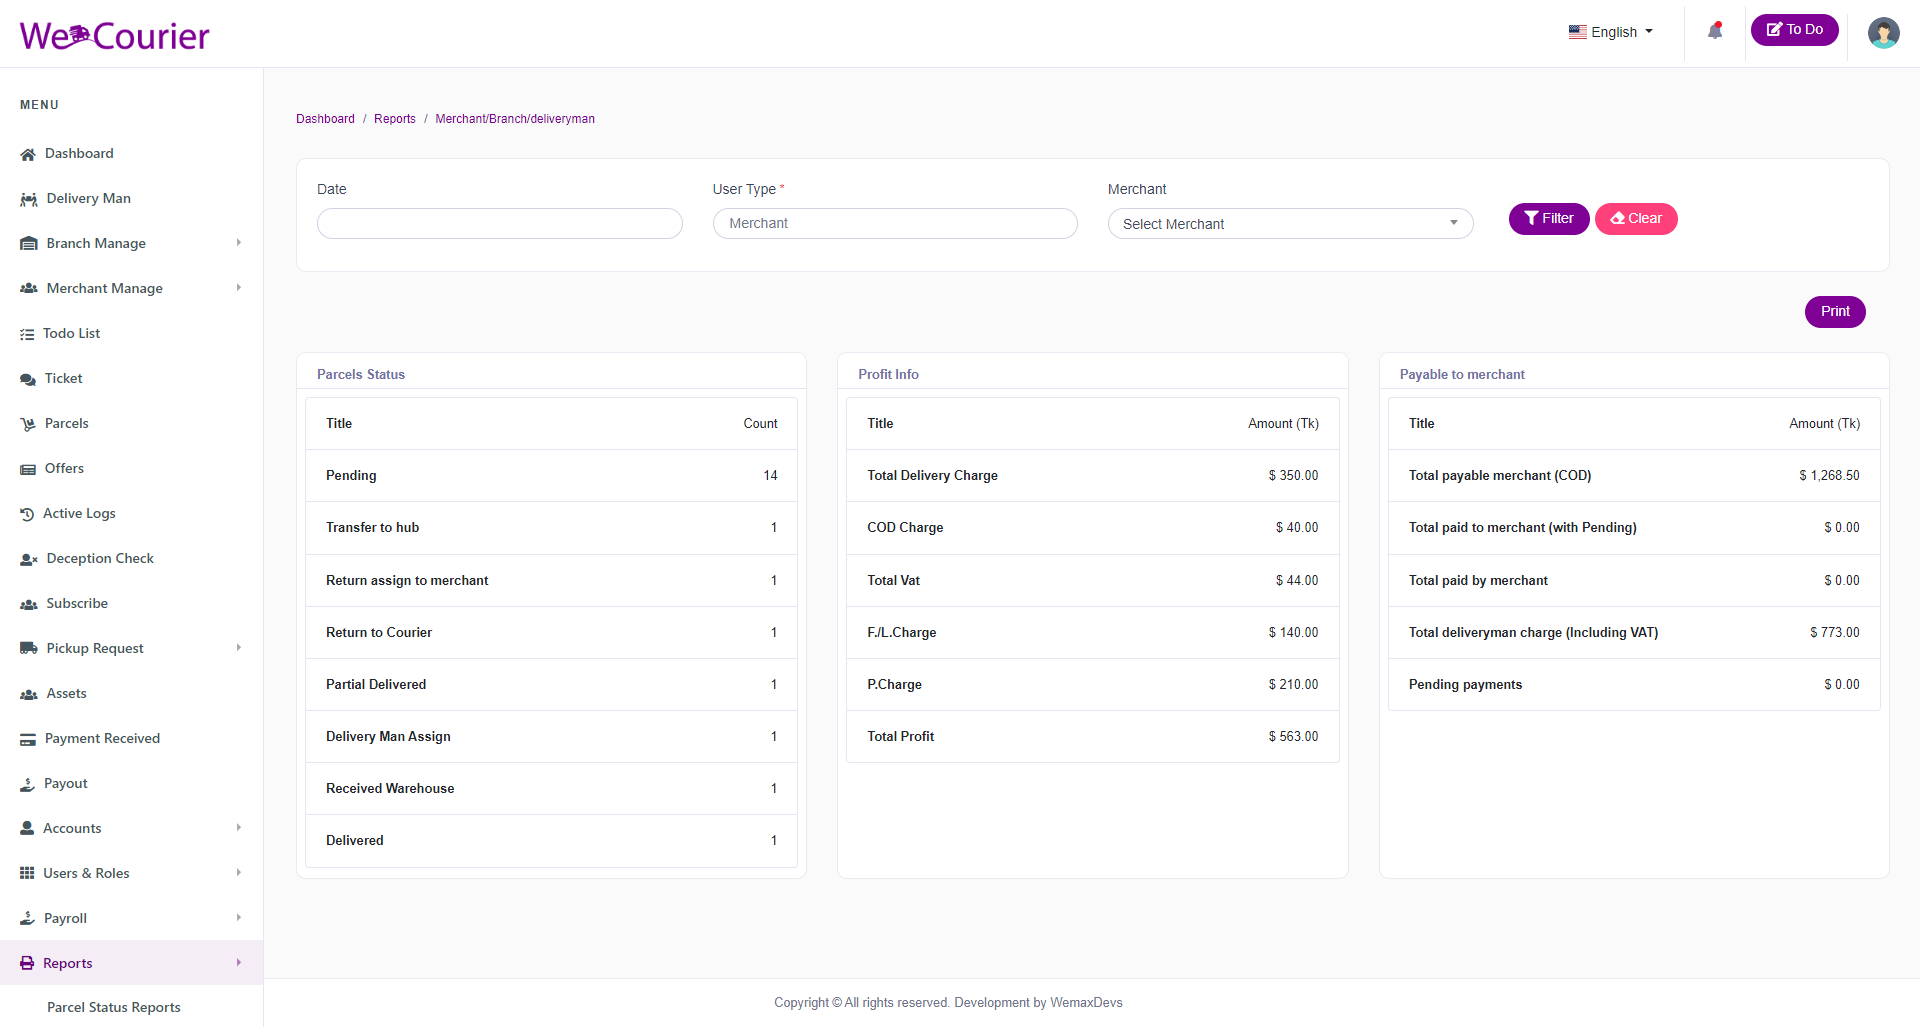 We Courier
English
To Do
MENU
Dashboard
Delivery Man
Branch Manage
Merchant Manage
Todo List
Ticket
Parcels
Offers
Active Logs
Deception Check
Subscribe
Pickup Request
Assets
Payment Received
Payout
Accounts
Users & Roles
Payroll
Reports
Parcel Status Reports
Dashboard / Reports / Merchant/Branch/deliveryman
Date
User Type *
Merchant
Merchant
Select Merchant
Filter
Clear
Print
Parcels Status
Title Count
Pending 14
Transfer to hub 1
Return assign to merchant 1
Return to Courier 1
Partial Delivered 1
Delivery Man Assign 1
Received Warehouse 1
Delivered 1
Profit Info
Title Amount (Tk)
Total Delivery Charge $ 350.00
COD Charge $ 40.00
Total Vat $ 44.00
F./L.Charge $ 140.00
P.Charge $ 210.00
Total Profit $ 563.00
Payable to merchant
Title Amount (Tk)
Total payable merchant (COD) $ 1,268.50
Total paid to merchant (with Pending) $ 0.00
Total paid by merchant $ 0.00
Total deliveryman charge (Including VAT) $ 773.00
Pending payments $ 0.00
Copyright © All rights reserved. Development by WemaxDevs